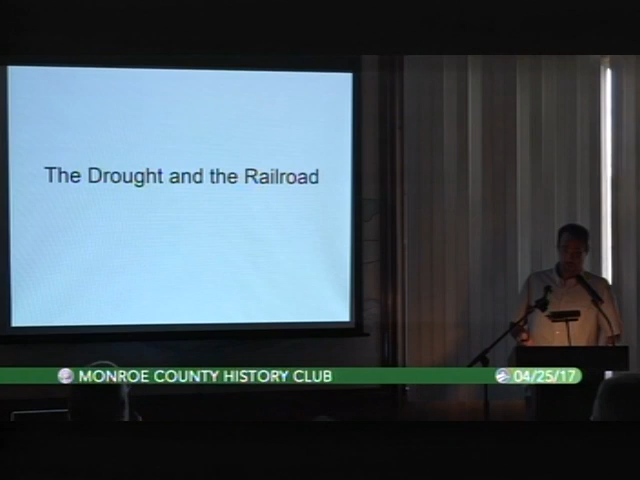 The Drought and the Railroad
MONROE COUNTY HISTORY CLUB
04/25/17